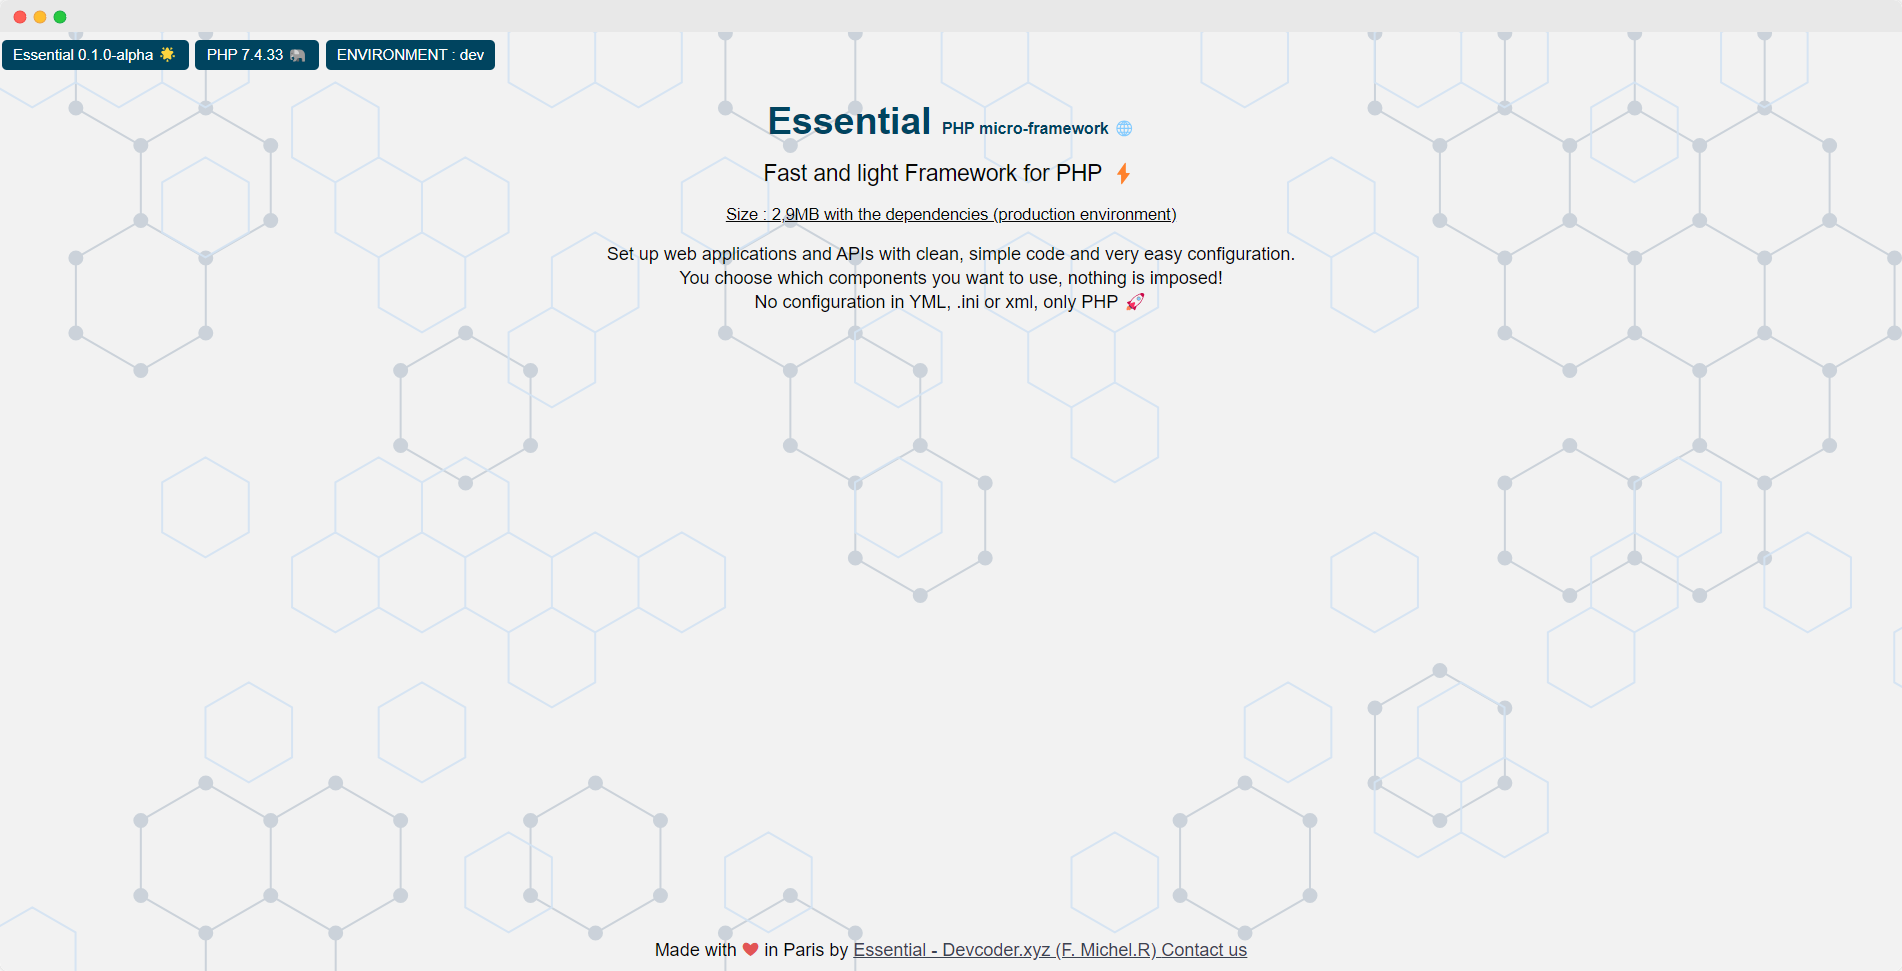 Essential 0.1.0-alpha 🌟 PHP 7.4.33 🐘 ENVIRONMENT : dev
Essential PHP micro-framework 🌐
Fast and light Framework for PHP ⚡
Size : 2,9MB with the dependencies (production environment)
Set up web applications and APIs with clean, simple code and very easy configuration.
You choose which components you want to use, nothing is imposed!
No configuration in YML, .ini or xml, only PHP 🚀
Made with ❤️ in Paris by Essential - Devcoder.xyz (F. Michel.R) Contact us